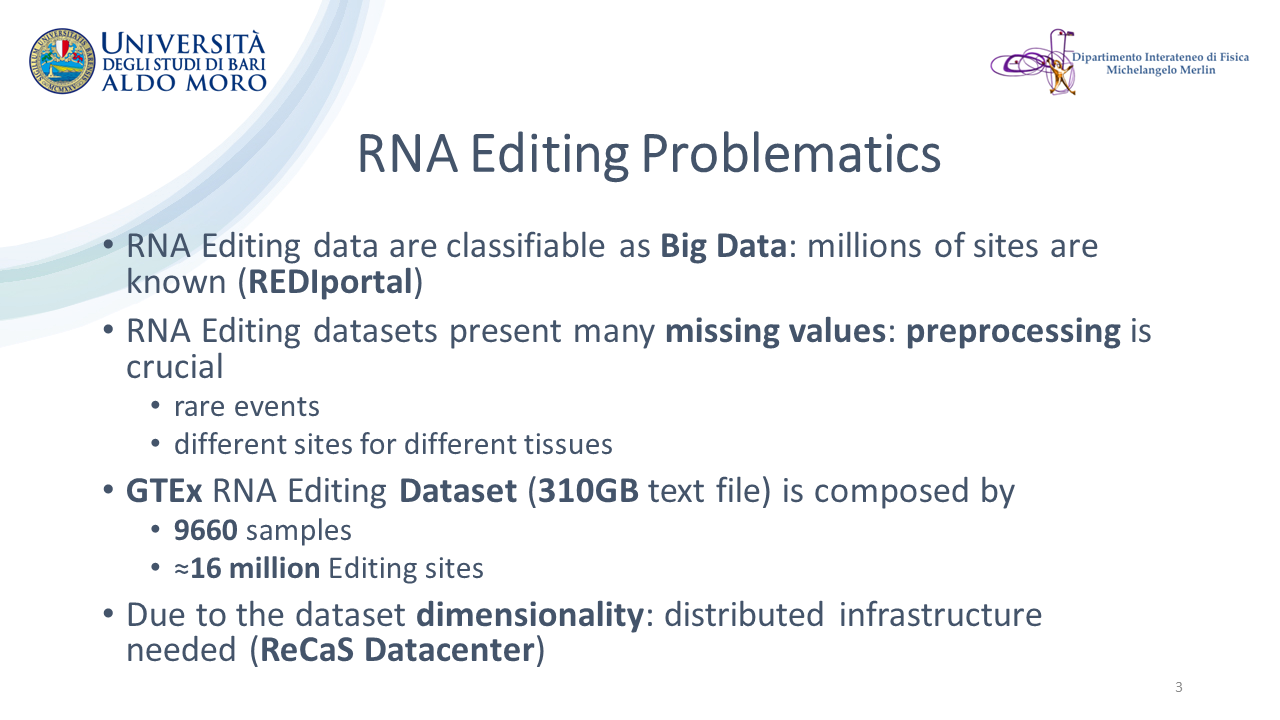 UNIVERSITÀ
DEGLI STUDI DI BARI
ALDO MORO
Dipartimento Interateneo di Fisica
Michelangelo Merlin
RNA Editing Problematics
• RNA Editing data are classifiable as Big Data: millions of sites are
known (REDIportal)
• RNA Editing datasets present many missing values: preprocessing is
crucial
• rare events
• different sites for different tissues
• GTEx RNA Editing Dataset (310GB text file) is composed by
• 9660 samples
• ≈16 million Editing sites
• Due to the dataset dimensionality: distributed infrastructure
needed (ReCaS Datacenter)
3